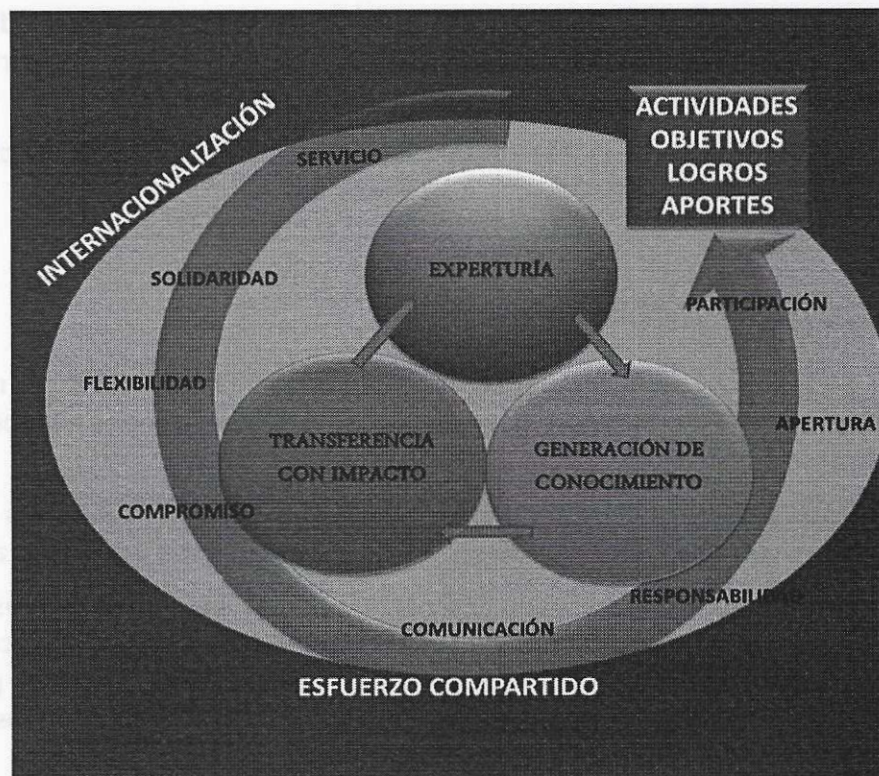 INTERNACIONALIZACIÓN
ACTIVIDADES
OBJETIVOS
LOGROS
APORTES
SERVICIO
SOLIDARIDAD
FLEXIBILIDAD
COMPROMISO
COMUNICACIÓN
RESPONSABILIDAD
APERTURA
PARTICIPACIÓN
EXPERTURÍA
TRANSFERENCIA
CON IMPACTO
GENERACIÓN DE
CONOCIMIENTO
ESFUERZO COMPARTIDO